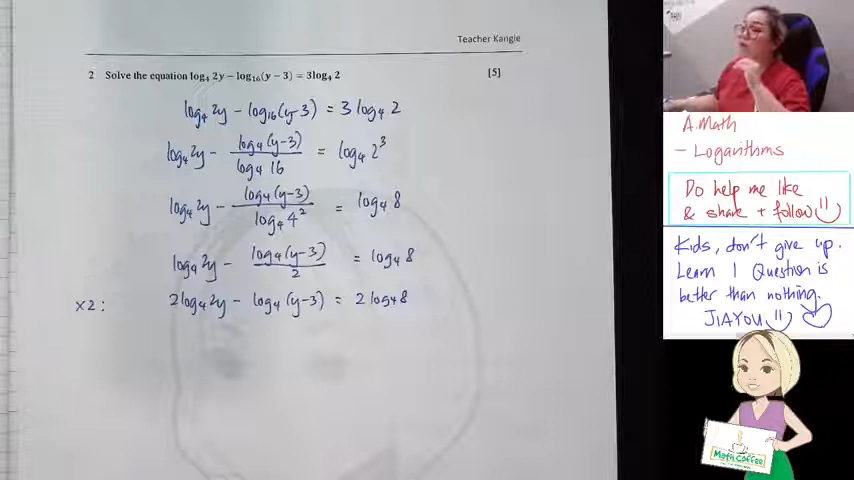 Teacher Kangie
2 Solve the equation log₄ 2y − log₁₆(y − 3) = 3log₄ 2 [5]
log₄ 2y − log₁₆(y-3) = 3 log₄ 2
log₄ 2y − log₄(y-3)/log₄ 16 = log₄ 2³
log₄ 2y − log₄(y-3)/log₄ 4² = log₄ 8
log₄ 2y − log₄(y-3)/2 = log₄ 8
×2: 2 log₄ 2y − log₄(y-3) = 2 log₄ 8
A.Math
- Logarithms
Do help me like
& share + follow
Kids, don't give up.
Learn 1 Question is
better than nothing.
JIAYOU
Math Coffee